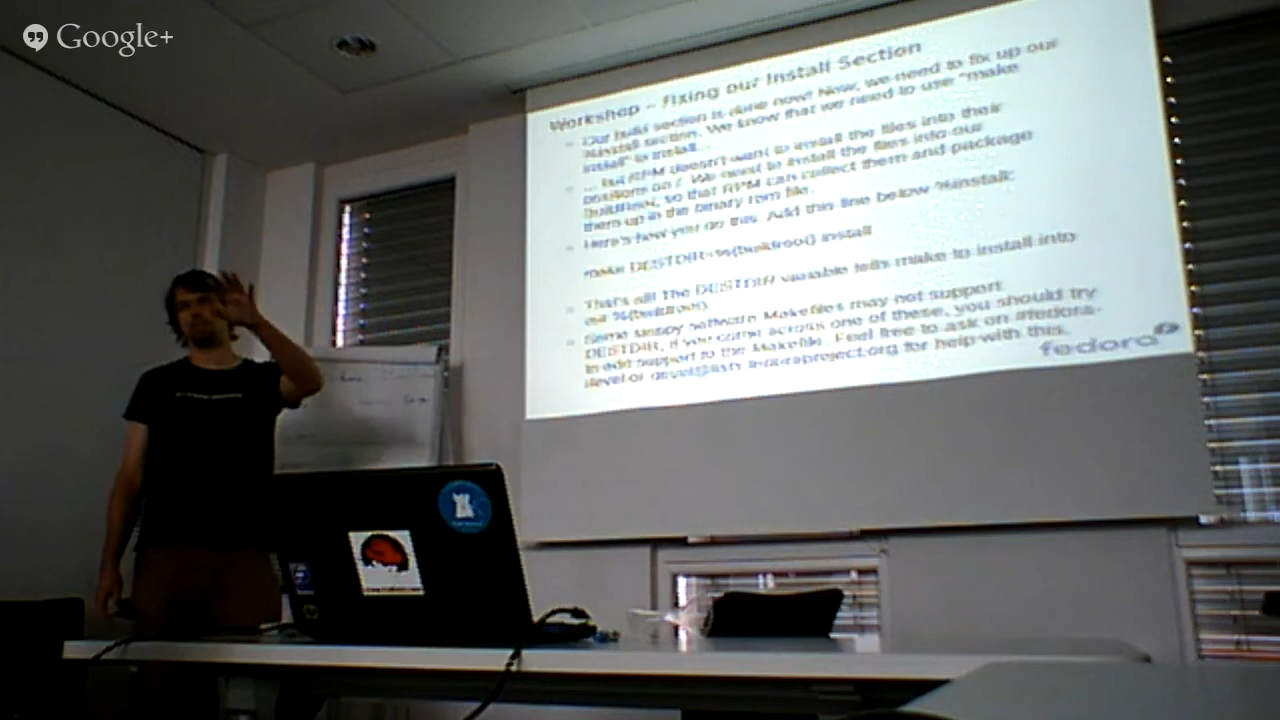 Google+
Workshop – Fixing our Install Section
Our build section is done now! Now, we need to fix up our
%install section. We know that we need to use "make
install" to install...
... but RPM doesn't want to install the files into their
positions on /. We need to install the files into our
buildroot, so that RPM can collect them and package
them up in the binary rpm file.
Here's how you do this. Add this line below %install:
make DESTDIR=%{buildroot} install
That's all! The DESTDIR variable tells make to install into
our %{buildroot}.
Some sloppy software Makefiles may not support
DESTDIR, if you come across one of these, you should try
to add support to the Makefile. Feel free to ask on #fedora-
devel or devel@lists.fedoraproject.org for help with this.
fedora